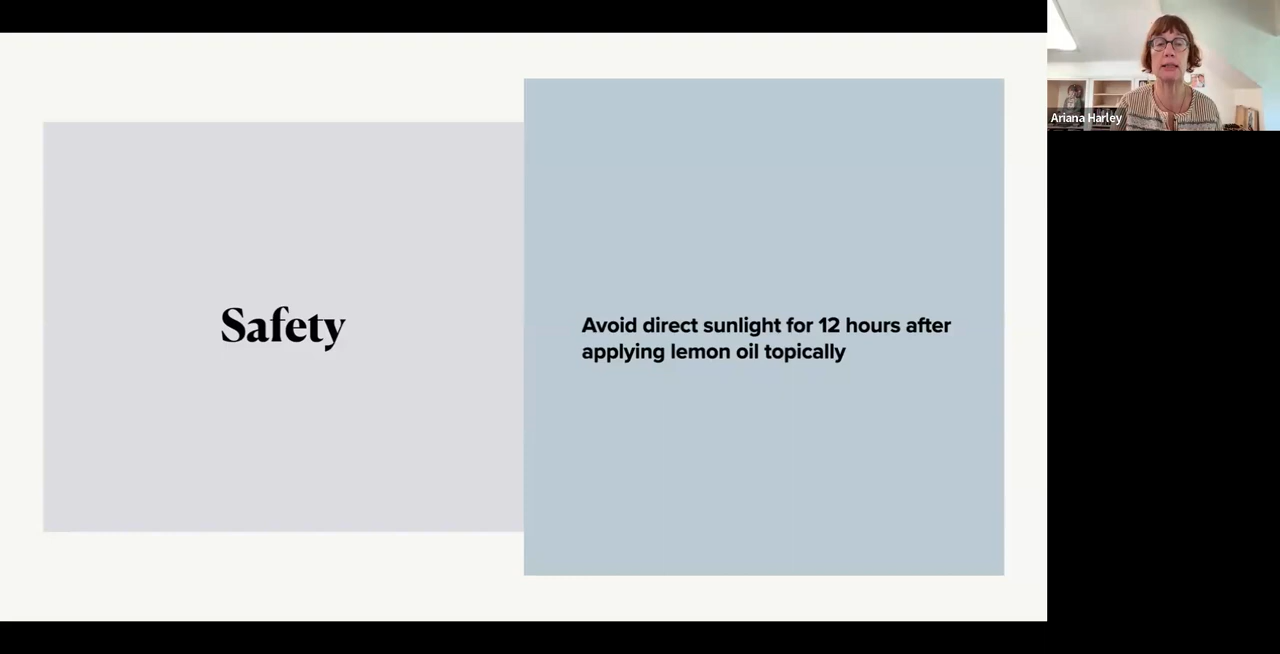 Safety
Avoid direct sunlight for 12 hours after
applying lemon oil topically
Ariana Harley